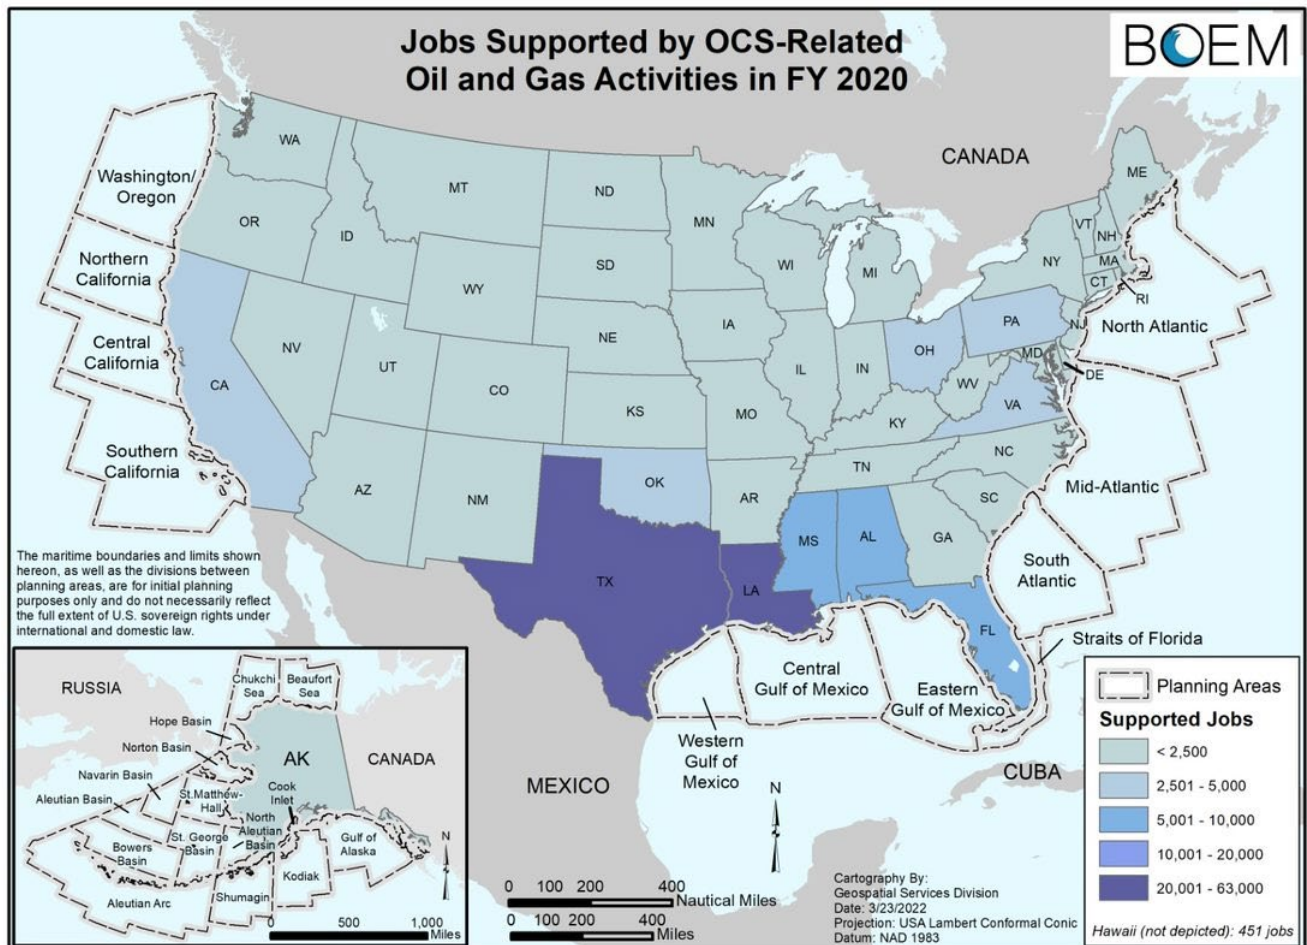 Jobs Supported by OCS-Related
Oil and Gas Activities in FY 2020
BOEM
CANADA
WA
MT
ND
MN
ME
OR
ID
WY
SD
WI
MI
NY
VT
NH
MA
CT
RI
Washington/
Oregon
Northern
California
Central
California
Southern
California
NV
UT
CO
NE
IA
IL
IN
OH
PA
NJ
MD
DE
North Atlantic
CA
KS
MO
KY
WV
VA
AZ
NM
OK
AR
TN
NC
SC
GA
Mid-Atlantic
TX
LA
MS
AL
FL
South
Atlantic
Straits of Florida
Western
Gulf of
Mexico
Central
Gulf of Mexico
Eastern
Gulf of Mexico
MEXICO
CUBA
The maritime boundaries and limits shown
hereon, as well as the divisions between
planning areas, are for initial planning
purposes only and do not necessarily reflect
the full extent of U.S. sovereign rights under
international and domestic law.
RUSSIA
Chukchi
Sea
Beaufort
Sea
Hope Basin
Norton Basin
Navarin Basin
Aleutian Basin
St.Matthew-
Hall
AK
CANADA
Cook
Inlet
North
Aleutian
Basin
St. George
Basin
Bowers
Basin
Aleutian Arc
Shumagin
Kodiak
Gulf of
Alaska
N
0 500 1,000
Miles
N
0 100 200 400
Nautical Miles
0 100 200 400
Miles
Cartography By:
Geospatial Services Division
Date: 3/23/2022
Projection: USA Lambert Conformal Conic
Datum: NAD 1983
Planning Areas
Supported Jobs
< 2,500
2,501 - 5,000
5,001 - 10,000
10,001 - 20,000
20,001 - 63,000
Hawaii (not depicted): 451 jobs